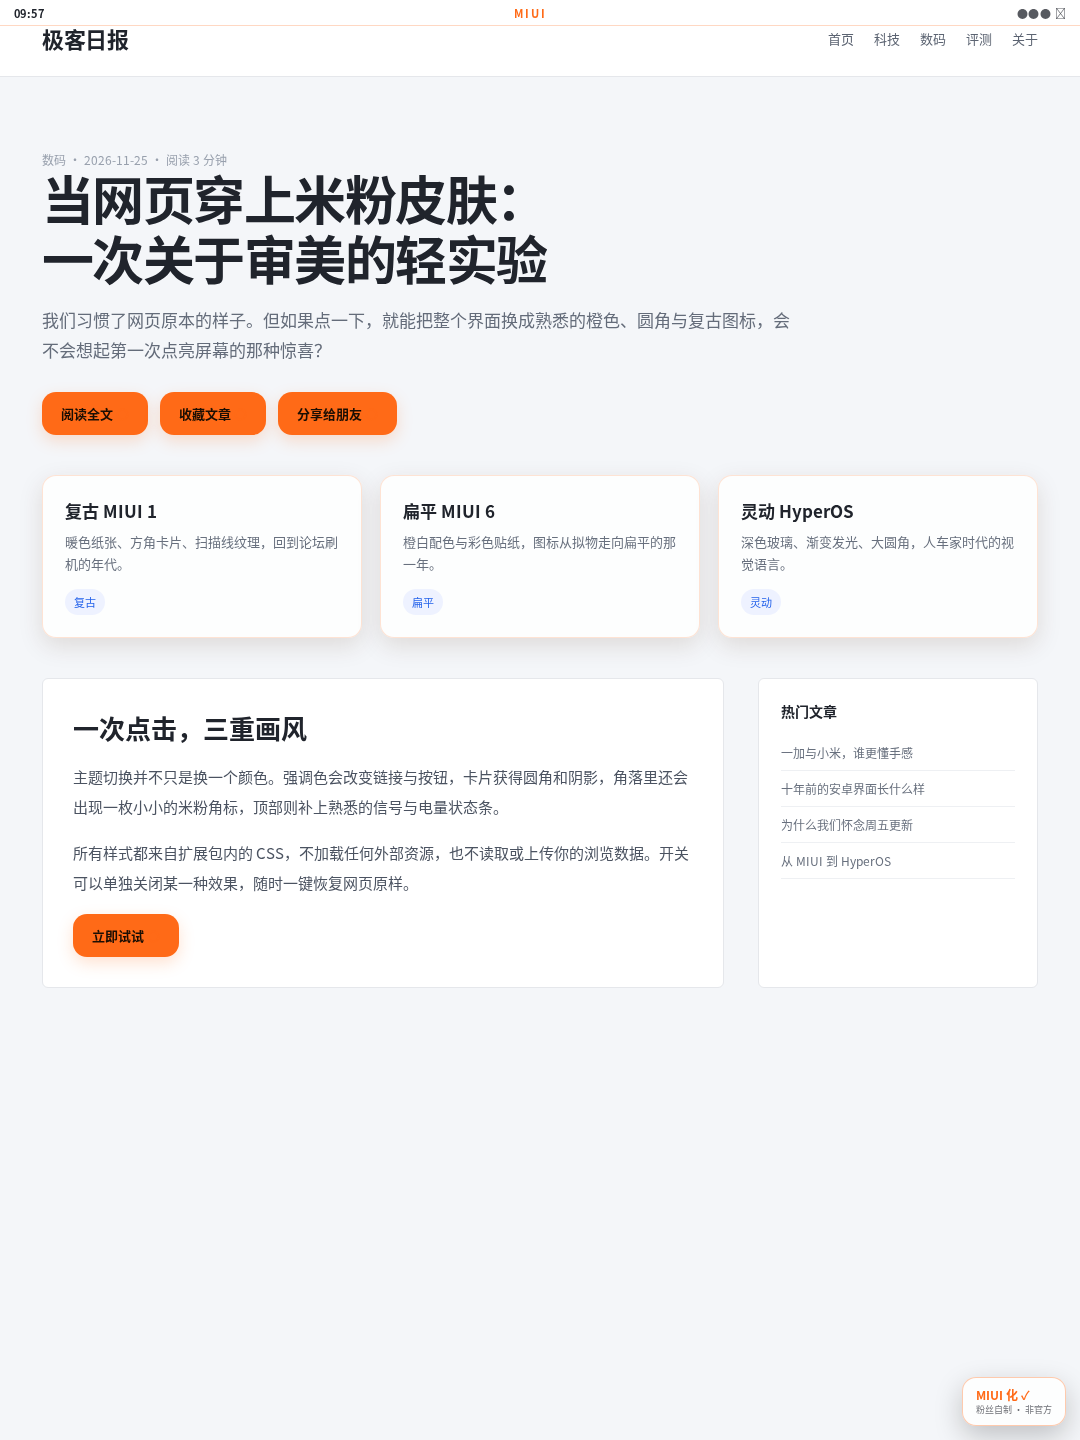 09:57
MIUI
极客日报
首页 科技 数码 评测 关于
数码 · 2026-11-25 · 阅读 3 分钟
当网页穿上米粉皮肤：
一次关于审美的轻实验
我们习惯了网页原本的样子。但如果点一下，就能把整个界面换成熟悉的橙色、圆角与复古图标，会
不会想起第一次点亮屏幕的那种惊喜？
阅读全文
收藏文章
分享给朋友
复古 MIUI 1
暖色纸张、方角卡片、扫描线纹理，回到论坛刷
机的年代。
复古
扁平 MIUI 6
橙白配色与彩色贴纸，图标从拟物走向扁平的那
一年。
扁平
灵动 HyperOS
深色玻璃、渐变发光、大圆角，人车家时代的视
觉语言。
灵动
一次点击，三重画风
主题切换并不只是换一个颜色。强调色会改变链接与按钮，卡片获得圆角和阴影，角落里还会
出现一枚小小的米粉角标，顶部则补上熟悉的信号与电量状态条。
所有样式都来自扩展包内的 CSS，不加载任何外部资源，也不读取或上传你的浏览数据。开关
可以单独关闭某一种效果，随时一键恢复网页原样。
立即试试
热门文章
一加与小米，谁更懂手感
十年前的安卓界面长什么样
为什么我们怀念周五更新
从 MIUI 到 HyperOS
MIUI 化 ✓
粉丝自制 · 非官方